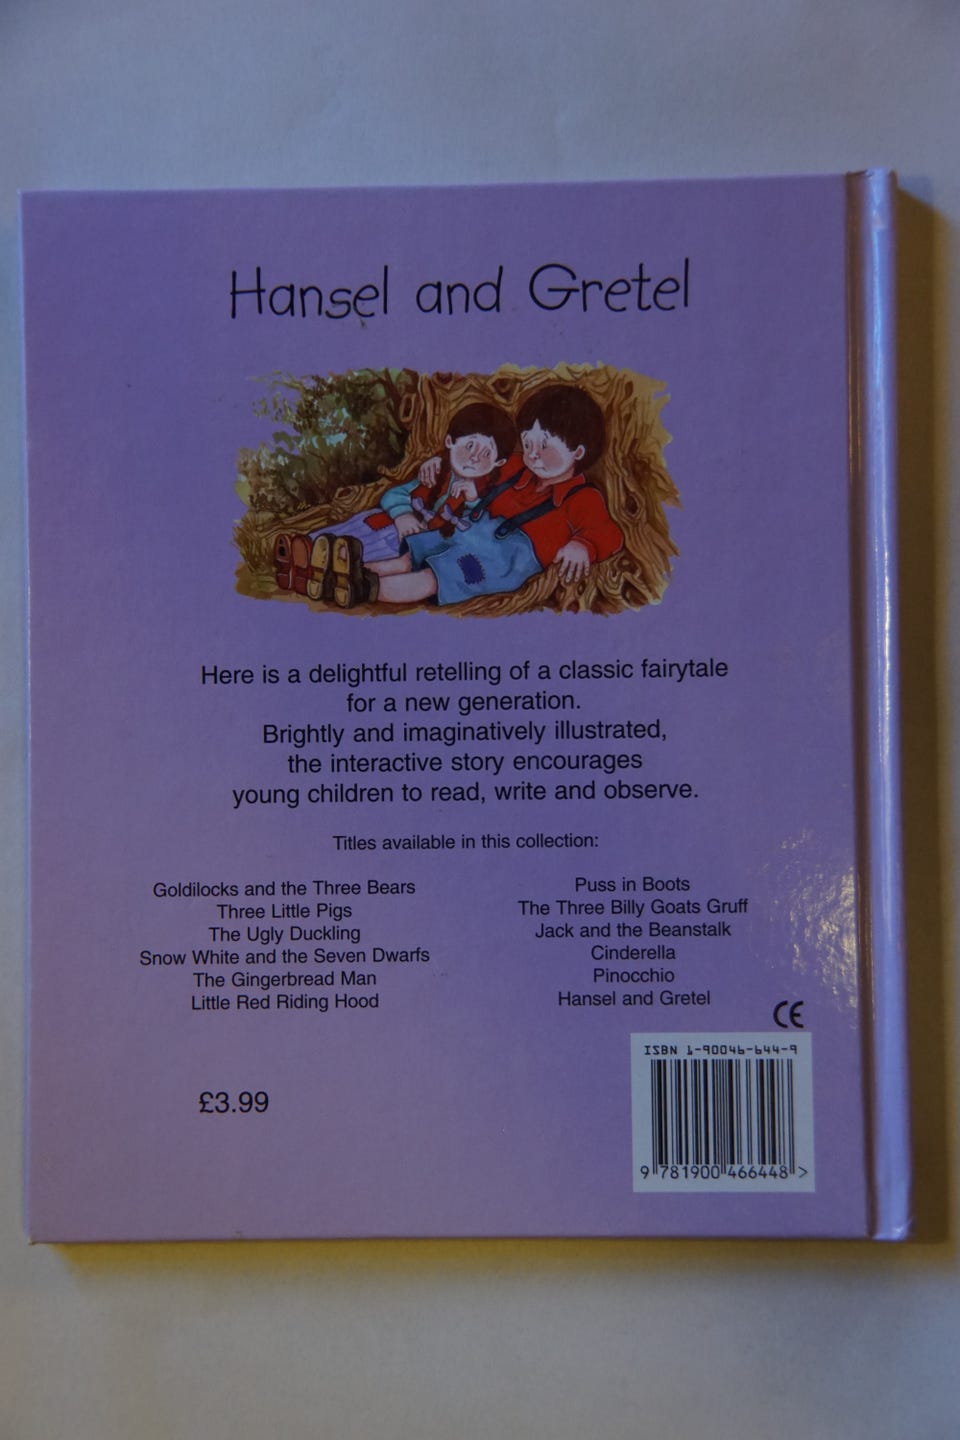 Hansel and Gretel
Here is a delightful retelling of a classic fairytale
for a new generation.
Brightly and imaginatively illustrated,
the interactive story encourages
young children to read, write and observe.
Titles available in this collection:
Goldilocks and the Three Bears
Three Little Pigs
The Ugly Duckling
Snow White and the Seven Dwarfs
The Gingerbread Man
Little Red Riding Hood
Puss in Boots
The Three Billy Goats Gruff
Jack and the Beanstalk
Cinderella
Pinocchio
Hansel and Gretel
CE
£3.99
ISBN 1-90046-644-9
9 781900 466448 >